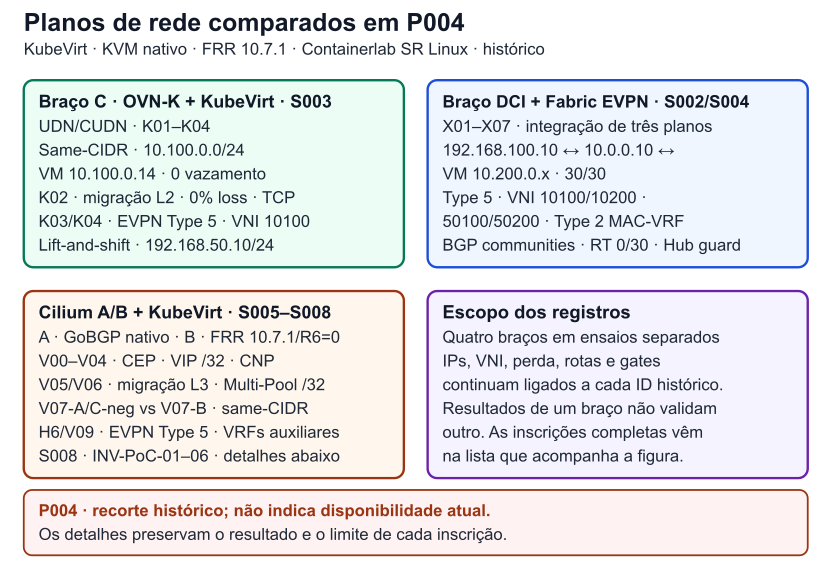 Planos de rede comparados em P004
KubeVirt · KVM nativo · FRR 10.7.1 · Containerlab SR Linux · histórico
Braço C · OVN-K + KubeVirt · S003
UDN/CUDN · K01–K04
Same-CIDR · 10.100.0.0/24
VM 10.100.0.14 · 0 vazamento
K02 · migração L2 · 0% loss · TCP
K03/K04 · EVPN Type 5 · VNI 10100
Lift-and-shift · 192.168.50.10/24
Braço DCI + Fabric EVPN · S002/S004
X01–X07 · integração de três planos
192.168.100.10 ↔ 10.0.0.10 ↔
VM 10.200.0.x · 30/30
Type 5 · VNI 10100/10200 ·
50100/50200 · Type 2 MAC-VRF
BGP communities · RT 0/30 · Hub guard
Cilium A/B + KubeVirt · S005–S008
A · GoBGP nativo · B · FRR 10.7.1/R6=0
V00–V04 · CEP · VIP /32 · CNP
V05/V06 · migração L3 · Multi-Pool /32
V07-A/C-neg vs V07-B · same-CIDR
H6/V09 · EVPN Type 5 · VRFs auxiliares
S008 · INV-PoC-01–06 · detalhes abaixo
Escopo dos registros
Quatro braços em ensaios separados
IPs, VNI, perda, rotas e gates
continuam ligados a cada ID histórico.
Resultados de um braço não validam
outro. As inscrições completas vêm
na lista que acompanha a figura.
P004 · recorte histórico; não indica disponibilidade atual.
Os detalhes preservam o resultado e o limite de cada inscrição.